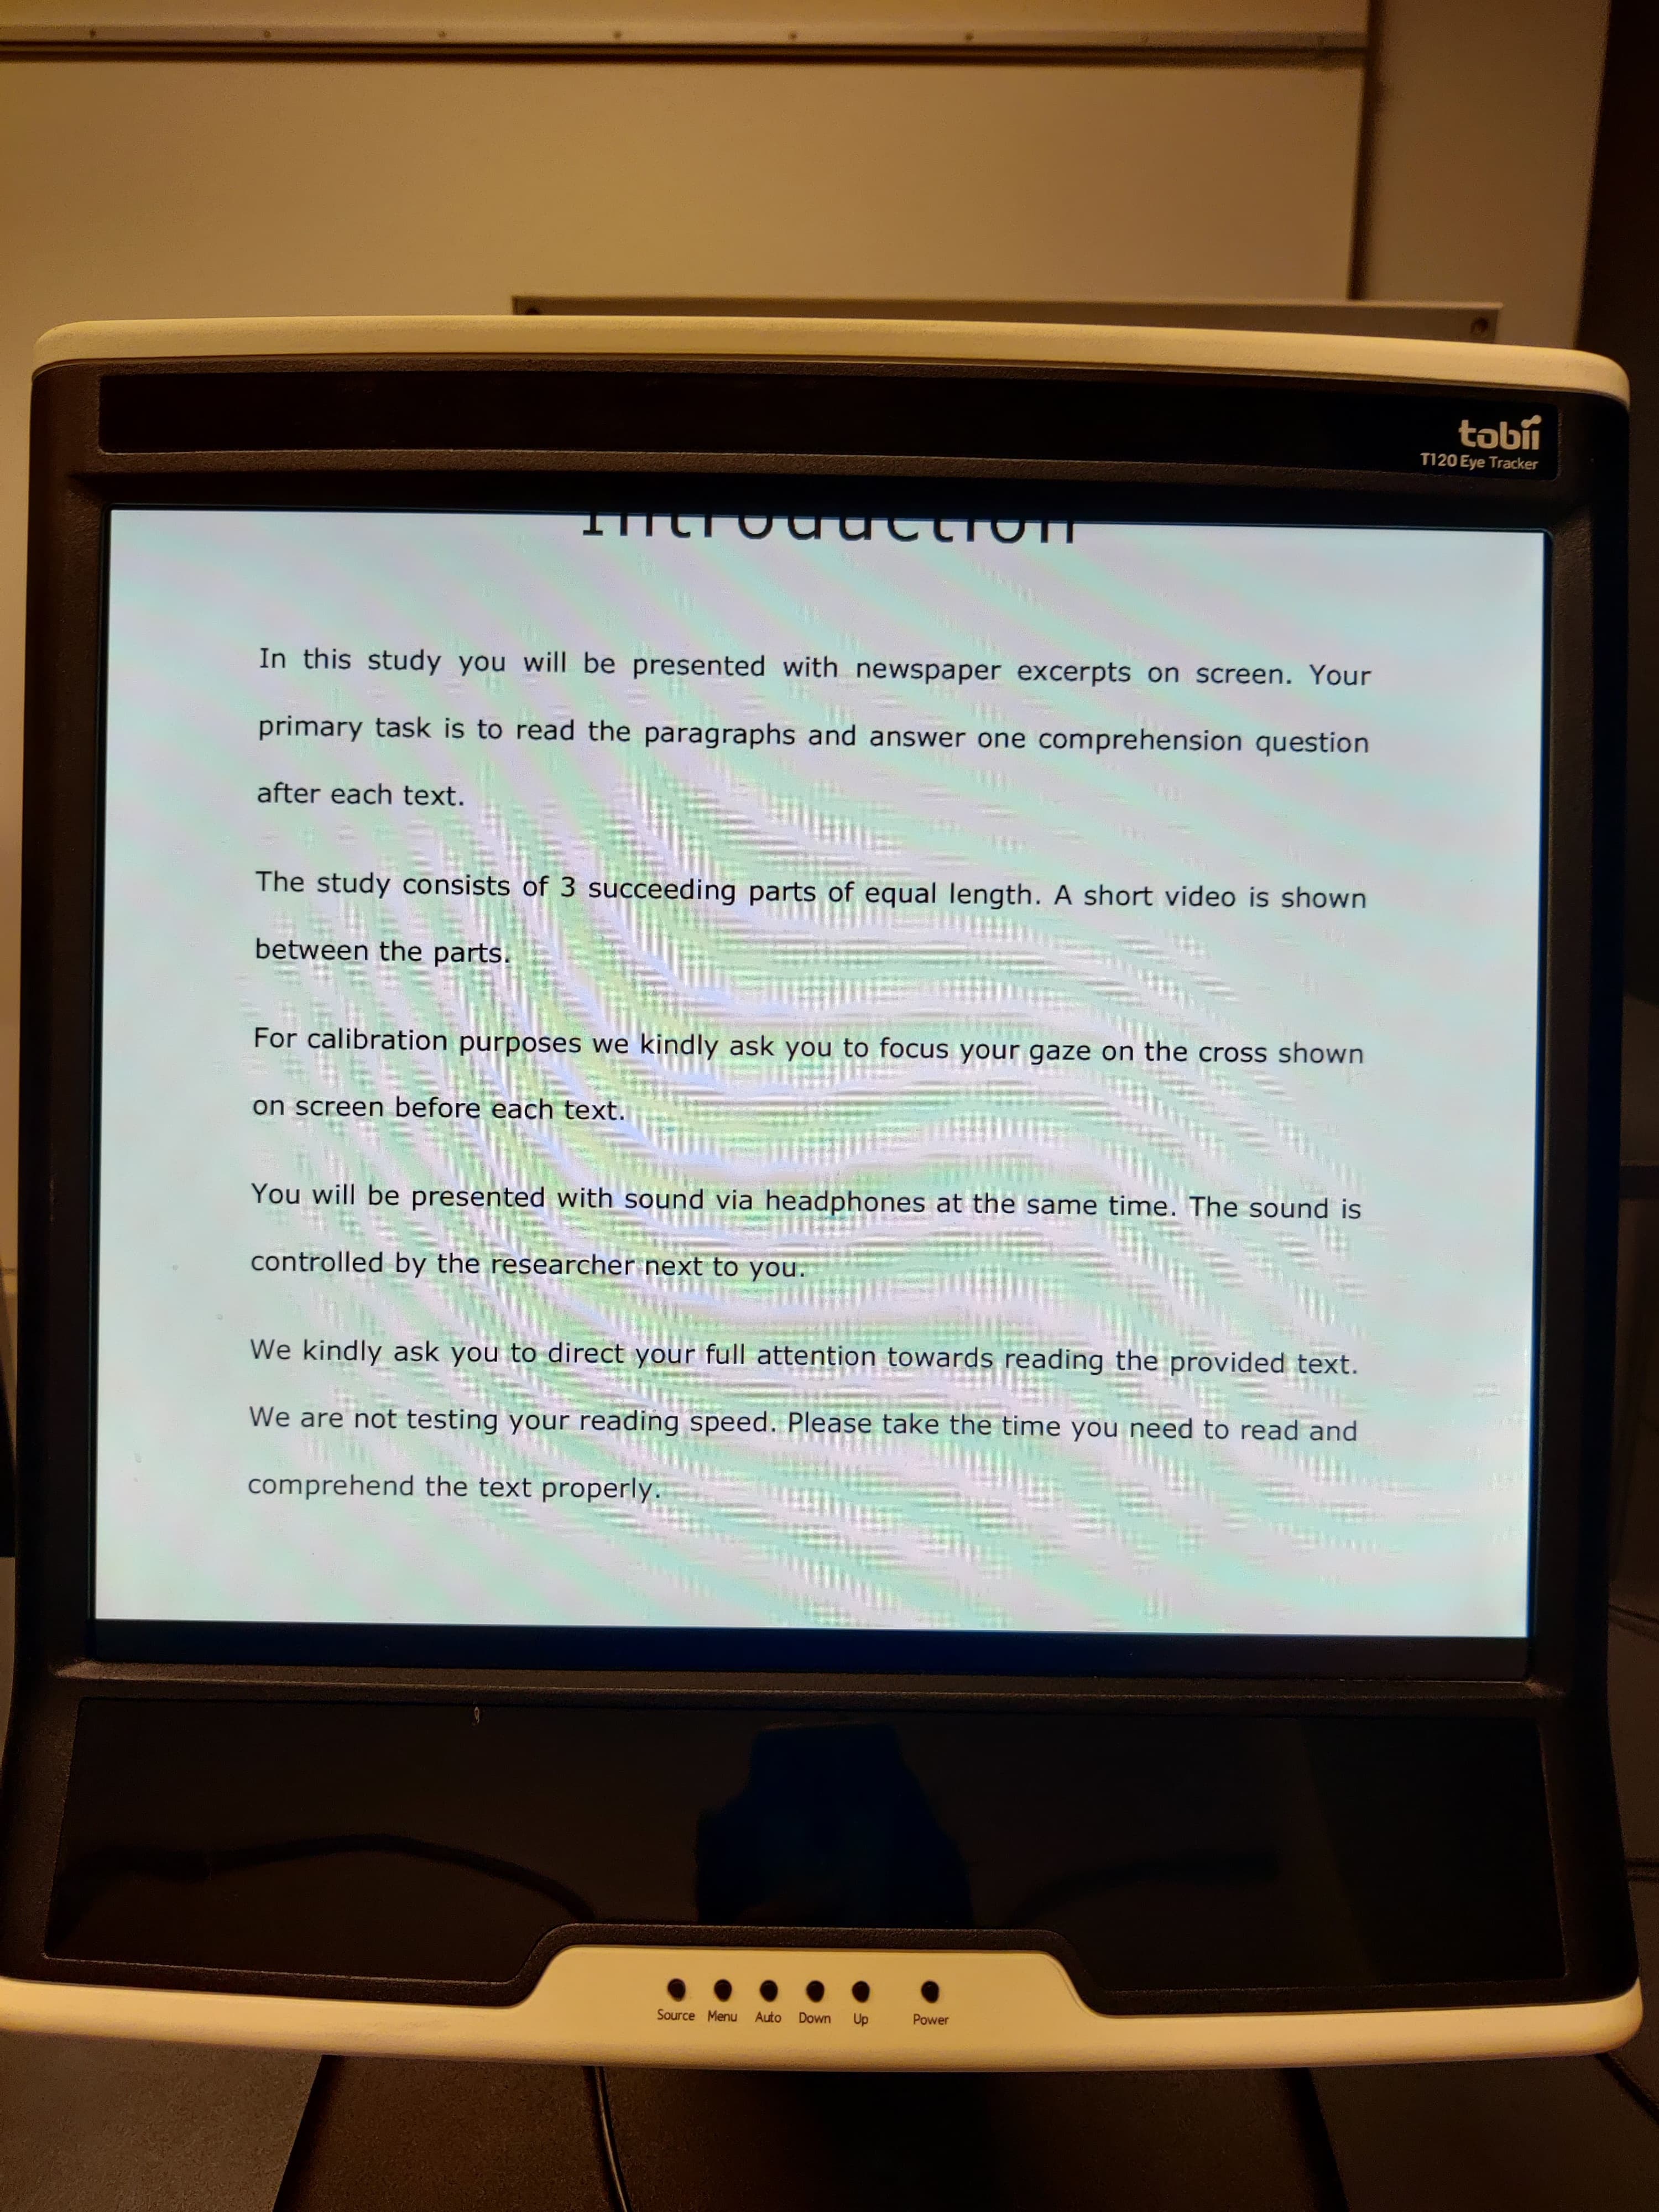 tobii
T120 Eye Tracker
Introduction
In this study you will be presented with newspaper excerpts on screen. Your
primary task is to read the paragraphs and answer one comprehension question
after each text.
The study consists of 3 succeeding parts of equal length. A short video is shown
between the parts.
For calibration purposes we kindly ask you to focus your gaze on the cross shown
on screen before each text.
You will be presented with sound via headphones at the same time. The sound is
controlled by the researcher next to you.
We kindly ask you to direct your full attention towards reading the provided text.
We are not testing your reading speed. Please take the time you need to read and
comprehend the text properly.
Source Menu Auto Down Up Power